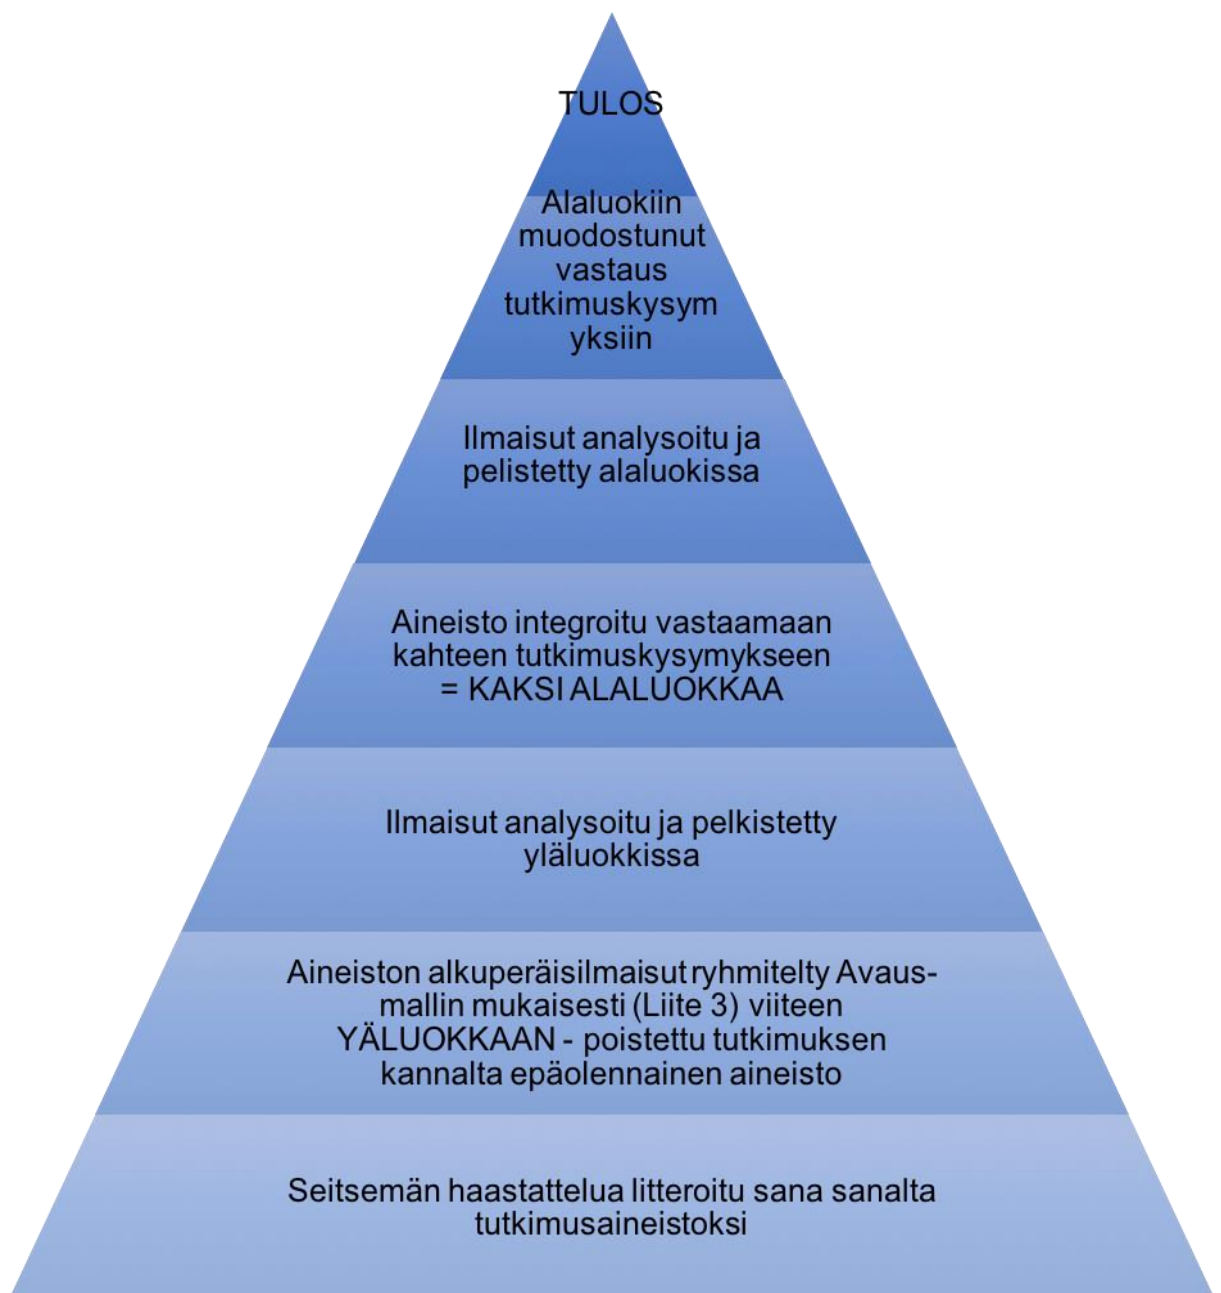 TULOS
Alaluokiin
muodostunut
vastaus
tutkimuskysym
yksiin
Ilmaisut analysoitu ja
pelistetty alaluokissa
Aineisto integroitu vastaamaan
kahteen tutkimuskysymykseen
= KAKSI ALALUOKKAA
Ilmaisut analysoitu ja pelkistetty
yläluokkissa
Aineiston alkuperäisilmaisut ryhmitelty Avaus-
mallin mukaisesti (Liite 3) viiteen
YÄLUOKKAAN - poistettu tutkimuksen
kannalta epäolennainen aineisto
Seitsemän haastattelua litteroitu sana sanalta
tutkimusaineistoksi